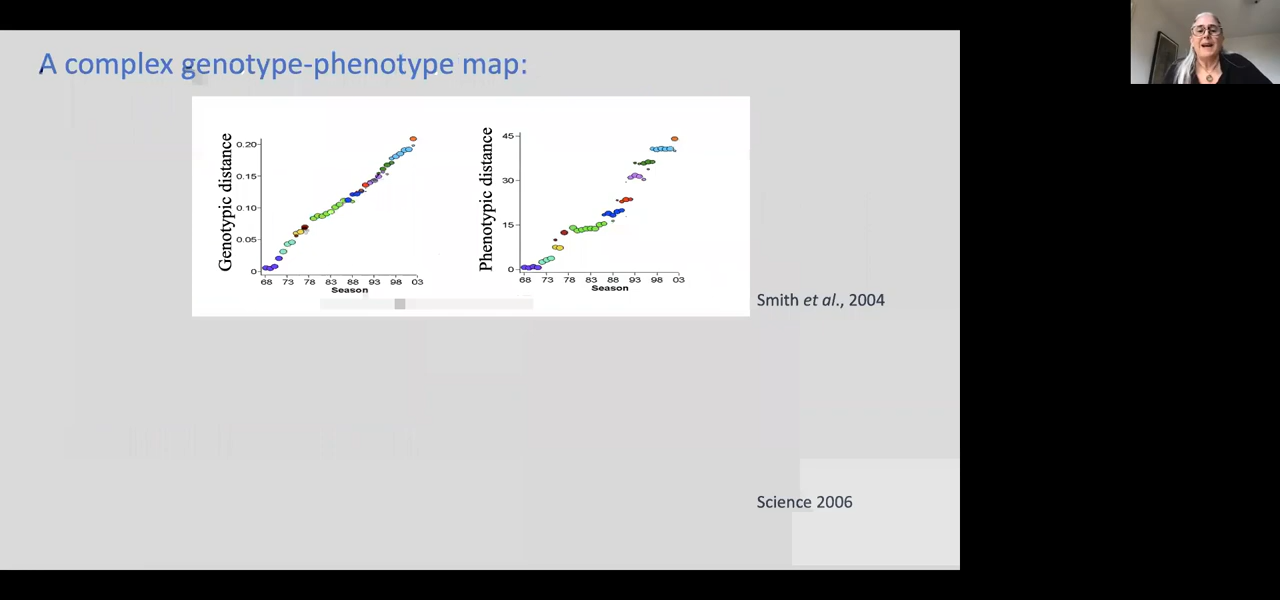 A complex genotype-phenotype map:
Genotypic distance
0.20
0.15
0.10
0.05
0
68 73 78 83 88 93 98 03
Season
Phenotypic distance
45
30
15
0
68 73 78 83 88 93 98 03
Season
Smith et al., 2004
Science 2006